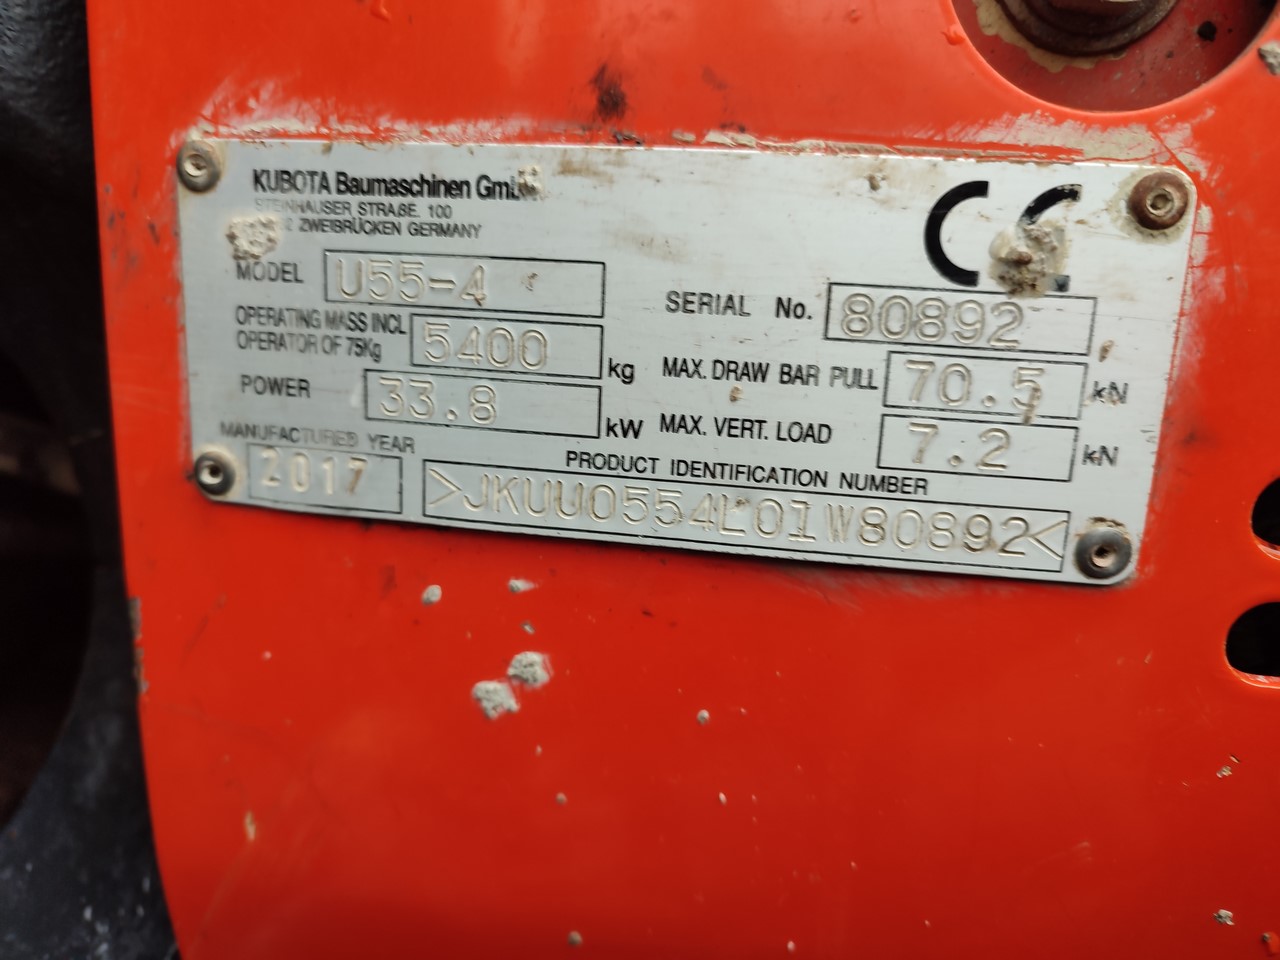 KUBOTA Baumaschinen
STEINHAUSER STRAßE. 100
ZWEIBRÜCKEN GERMANY
CE
MODEL U55-4
SERIAL No. 80892
OPERATING MASS INCL
OPERATOR OF 75Kg 5400 kg
MAX. DRAW BAR PULL 70.5 kN
POWER 33.8 kW
MAX. VERT. LOAD 7.2 kN
MANUFACTURED YEAR
2017
PRODUCT IDENTIFICATION NUMBER
>JKUU0554L01W80892<